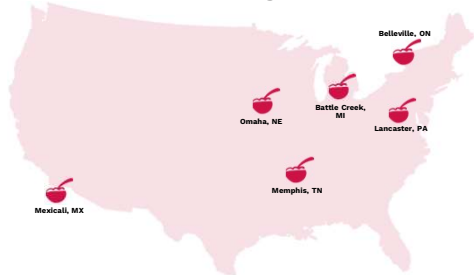 Belleville, ON
Battle Creek,
MI
Omaha, NE
Lancaster, PA
Memphis, TN
Mexicali, MX